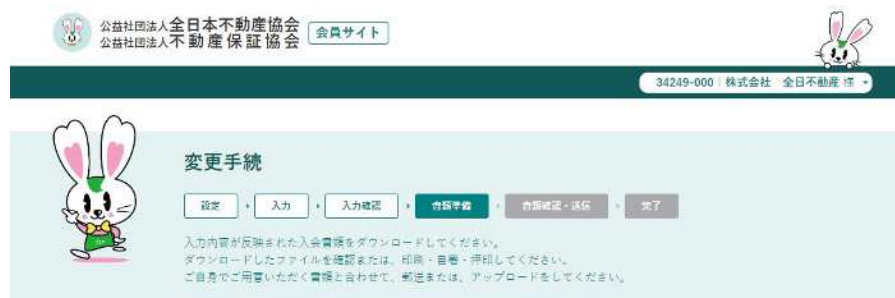 公益社団法人全日本不動産協会
公益社団法人不動産保証協会
会員サイト
34249-000 株式会社 全日不動産 様
変更手続
設定
入力
入力確認
書類準備
書類確認・送信
完了
入力内容が反映された入会書類をダウンロードしてください。
ダウンロードしたファイルを確認または、印刷・自署・押印してください。
ご自身でご用意いただく書類と合わせて、郵送または、アップロードをしてください。